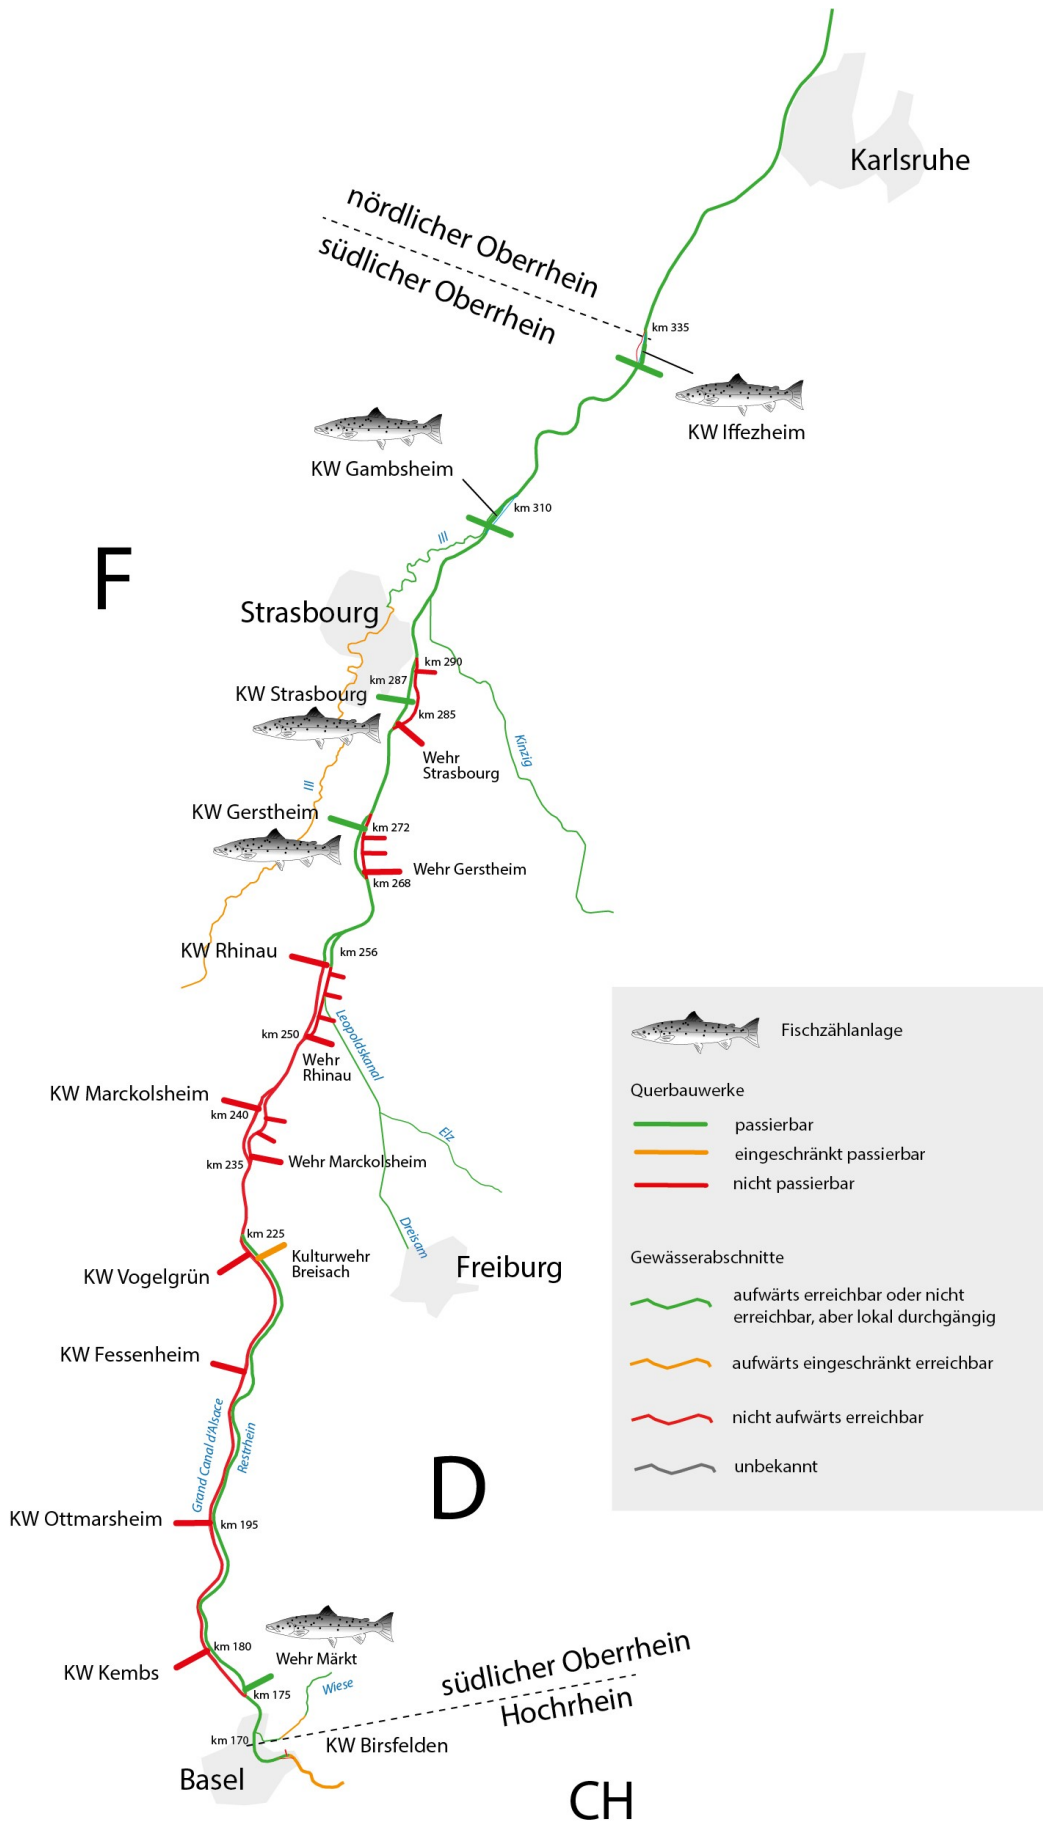 Karlsruhe
nördlicher Oberrhein
südlicher Oberrhein
km 335
KW Iffezheim
KW Gambsheim
km 310
Ill
F
Strasbourg
km 290
km 287
KW Strasbourg
km 285
Wehr
Strasbourg
Kinzig
Ill
KW Gerstheim
km 272
Wehr Gerstheim
km 268
KW Rhinau
km 256
Leopoldskanal
km 250
Wehr
Rhinau
KW Marckolsheim
km 240
Elz
km 235
Wehr Marckolsheim
Dreisam
km 225
Kulturwehr
Breisach
KW Vogelgrün
Freiburg
KW Fessenheim
Grand Canal d'Alsace
Restrhein
D
KW Ottmarsheim
km 195
km 180
Wehr Märkt
KW Kembs
km 175
Wiese
südlicher Oberrhein
Hochrhein
km 170
KW Birsfelden
Basel
CH
Fischzählanlage
Querbauwerke
passierbar
eingeschränkt passierbar
nicht passierbar
Gewässerabschnitte
aufwärts erreichbar oder nicht
erreichbar, aber lokal durchgängig
aufwärts eingeschränkt erreichbar
nicht aufwärts erreichbar
unbekannt